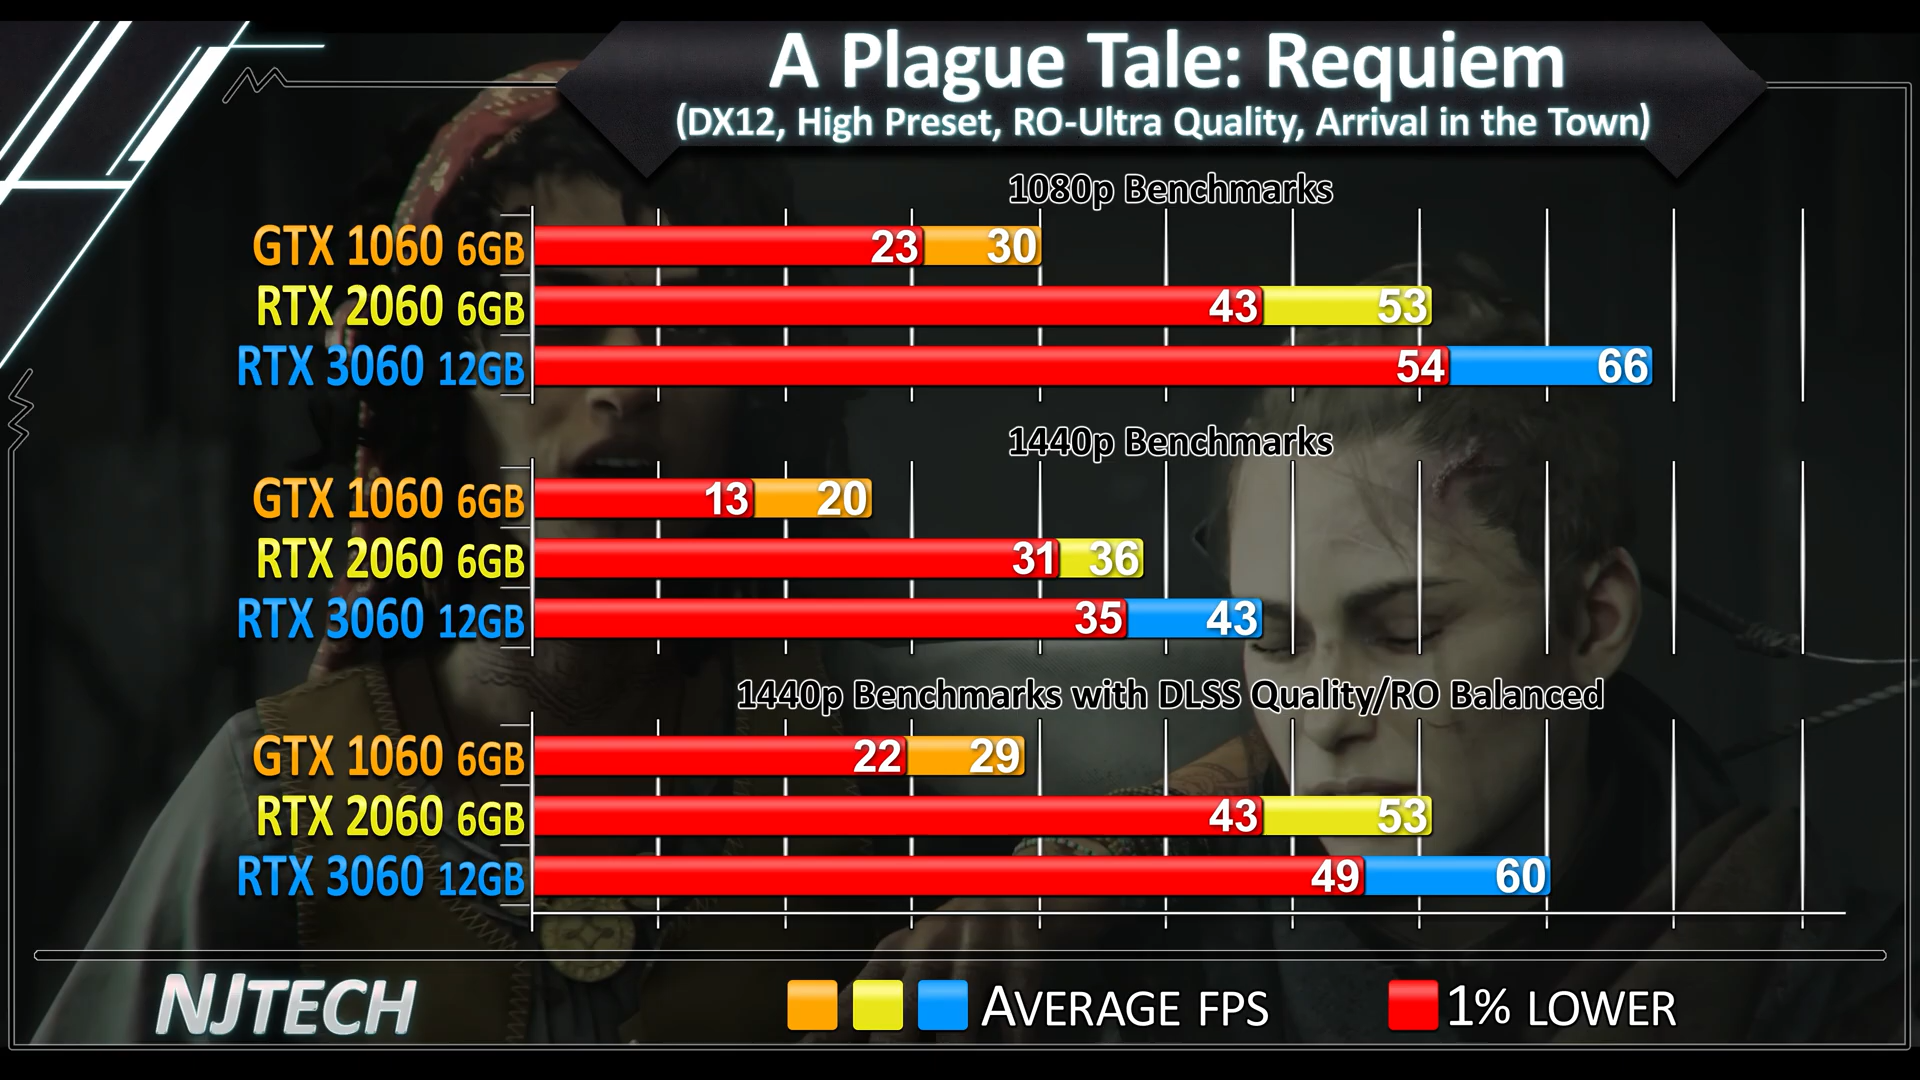 A Plague Tale: Requiem
(DX12, High Preset, RO-Ultra Quality, Arrival in the Town)
1080p Benchmarks
GTX 1060 6GB 23 30
RTX 2060 6GB 43 53
RTX 3060 12GB 54 66
1440p Benchmarks
GTX 1060 6GB 13 20
RTX 2060 6GB 31 36
RTX 3060 12GB 35 43
1440p Benchmarks with DLSS Quality/RO Balanced
GTX 1060 6GB 22 29
RTX 2060 6GB 43 53
RTX 3060 12GB 49 60
NJTECH AVERAGE FPS 1% LOWER